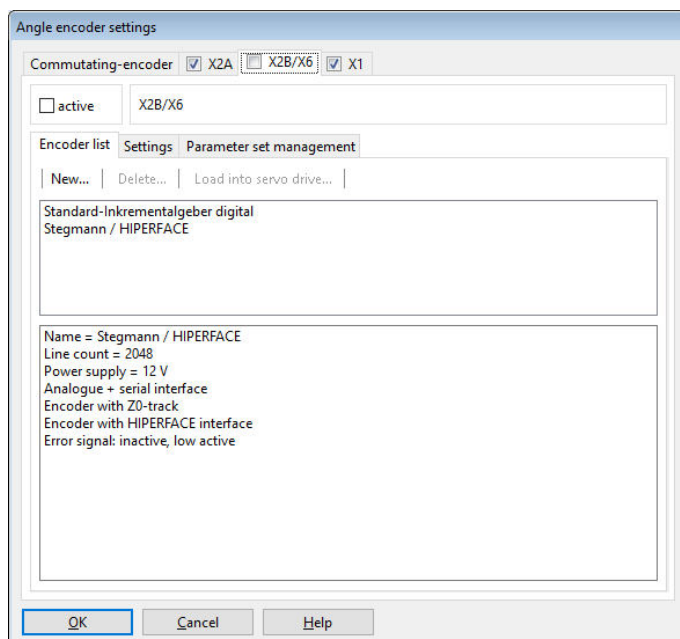 Angle encoder settings
Commutating-encoder X2A X2B/X6 X1
active X2B/X6
Encoder list Settings Parameter set management
New... Delete... Load into servo drive...
Standard-Inkrementalgeber digital
Stegmann / HIPERFACE
Name = Stegmann / HIPERFACE
Line count = 2048
Power supply = 12 V
Analogue + serial interface
Encoder with Z0-track
Encoder with HIPERFACE interface
Error signal: inactive, low active
OK Cancel Help